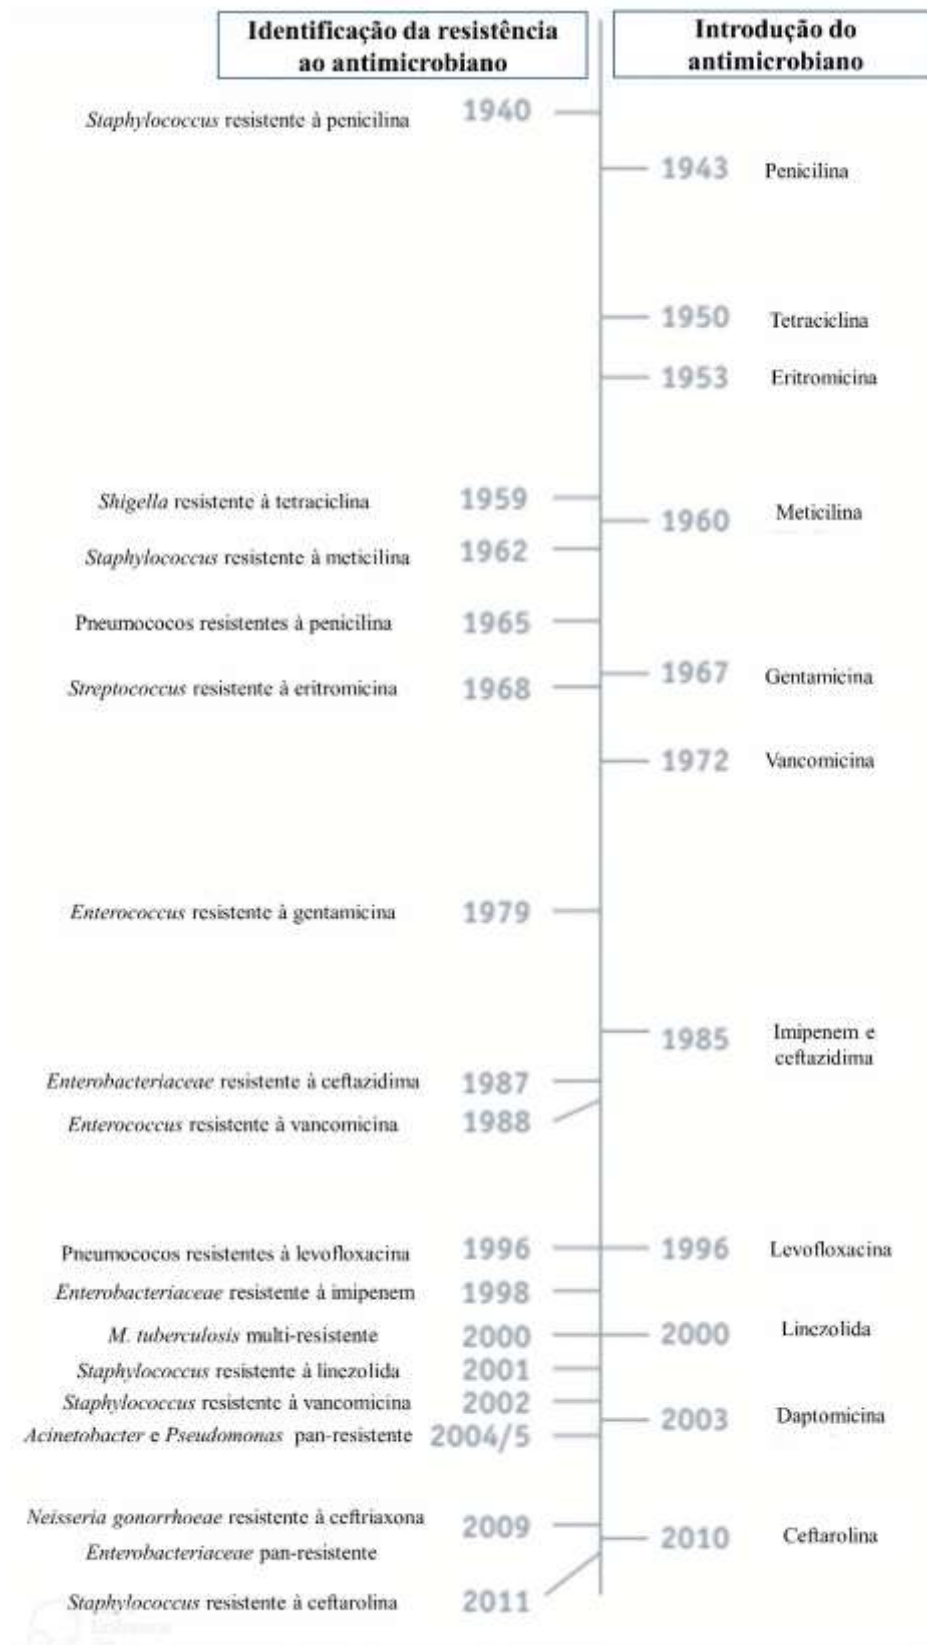 Identificação da resistência
ao antimicrobiano
Introdução do
antimicrobiano
Staphylococcus resistente à penicilina 1940
1943 Penicilina
1950 Tetraciclina
1953 Eritromicina
Shigella resistente à tetraciclina 1959
1960 Meticilina
Staphylococcus resistente à meticilina 1962
Pneumococos resistentes à penicilina 1965
1967 Gentamicina
Streptococcus resistente à eritromicina 1968
1972 Vancomicina
Enterococcus resistente à gentamicina 1979
1985 Imipenem e
ceftazidima
Enterobacteriaceae resistente à ceftazidima 1987
Enterococcus resistente à vancomicina 1988
Pneumococos resistentes à levofloxacina 1996 1996 Levofloxacina
Enterobacteriaceae resistente à imipenem 1998
M. tuberculosis multi-resistente 2000 2000 Linezolida
Staphylococcus resistente à linezolida 2001
Staphylococcus resistente à vancomicina 2002
2003 Daptomicina
Acinetobacter e Pseudomonas pan-resistente 2004/5
Neisseria gonorrhoeae resistente à ceftriaxona 2009
Enterobacteriaceae pan-resistente
2010 Ceftarolina
Staphylococcus resistente à ceftarolina 2011